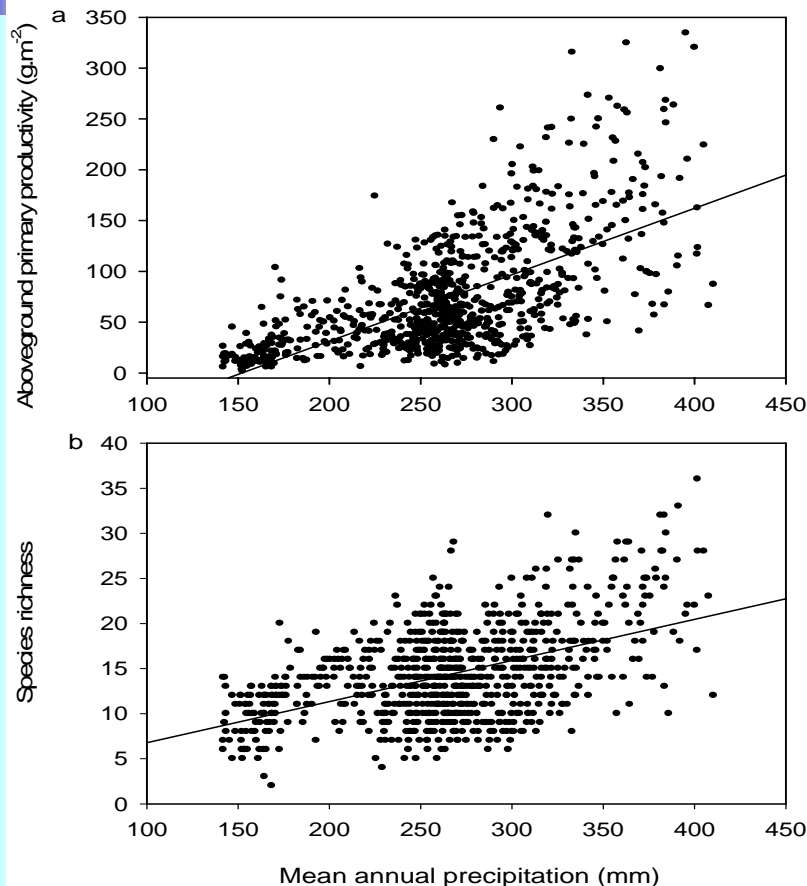 a
Aboveground primary productivity (g.m-2)
350
300
250
200
150
100
50
0
100 150 200 250 300 350 400 450
b
Species richness
40
35
30
25
20
15
10
5
0
100 150 200 250 300 350 400 450
Mean annual precipitation (mm)